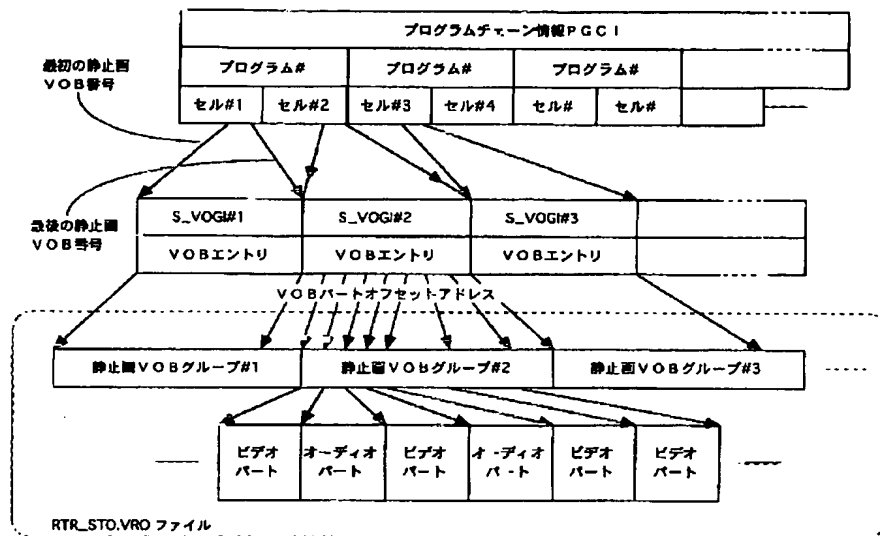 プログラムチェーン情報PGCI
最初の静止画
VOB番号
プログラム# プログラム# プログラム#
セル#1 セル#2 セル#3 セル#4 セル# セル#
最後の静止画
VOB番号
S_VOGI#1 S_VOGI#2 S_VOGI#3
VOBエントリ VOBエントリ VOBエントリ
VOBパートオフセットアドレス
静止画VOBグループ#1 静止画VOBグループ#2 静止画VOBグループ#3
ビデオ オーディオ ビデオ オーディオ ビデオ ビデオ
パート パート パート パート パート パート
RTR_STO.VRO ファイル